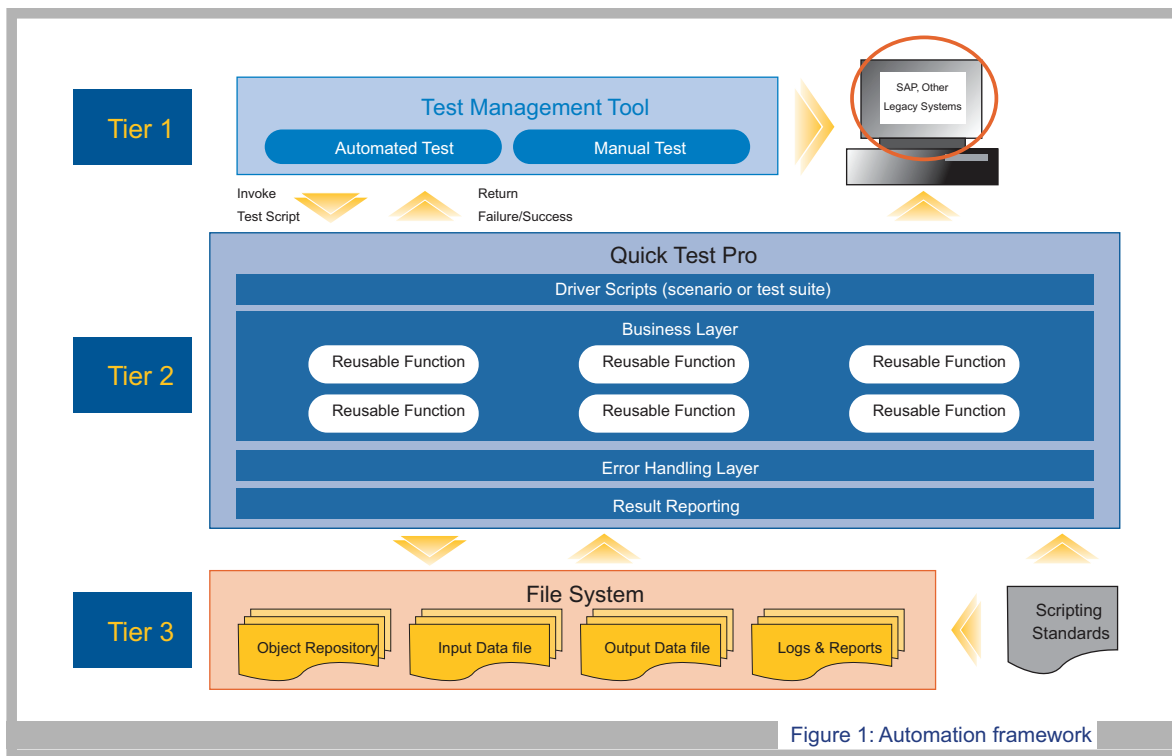 SAP, Other
Legacy Systems
Tier 1
Test Management Tool
Automated Test
Manual Test
Invoke
Test Script
Return
Failure/Success
Tier 2
Quick Test Pro
Driver Scripts (scenario or test suite)
Business Layer
Reusable Function
Reusable Function
Reusable Function
Reusable Function
Reusable Function
Reusable Function
Error Handling Layer
Result Reporting
Tier 3
File System
Object Repository
Input Data file
Output Data file
Logs & Reports
Scripting
Standards
Figure 1: Automation framework